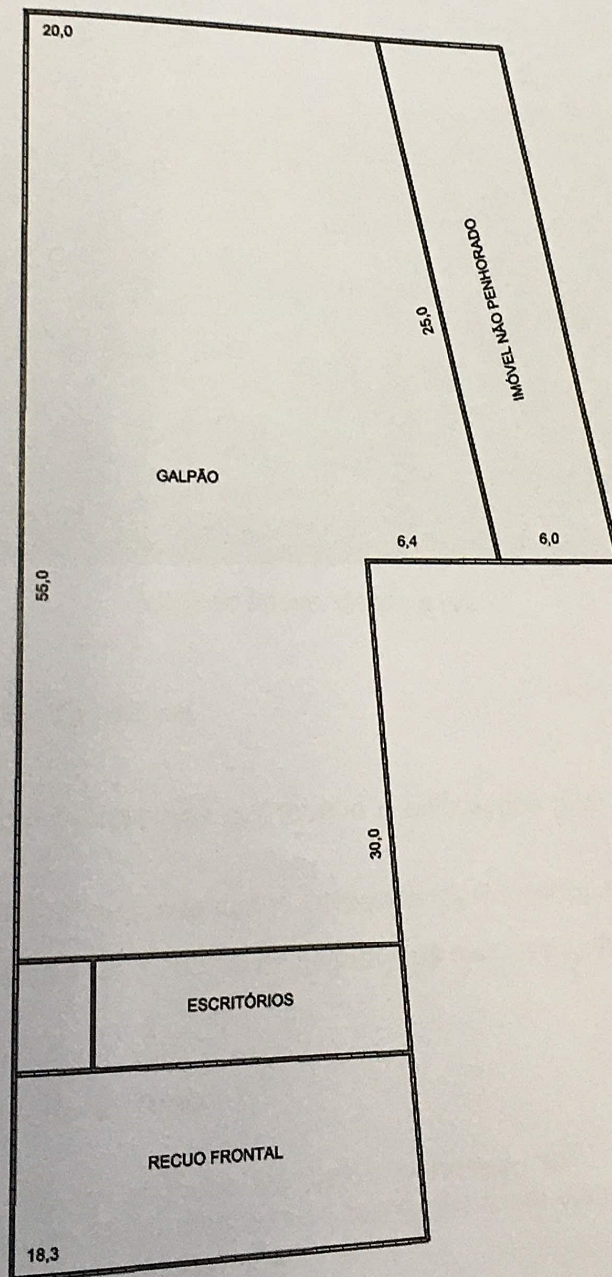 20,0
IMÓVEL NÃO PENHORADO
25,0
GALPÃO
6,4
6,0
55,0
30,0
ESCRITÓRIOS
RECUO FRONTAL
18,3